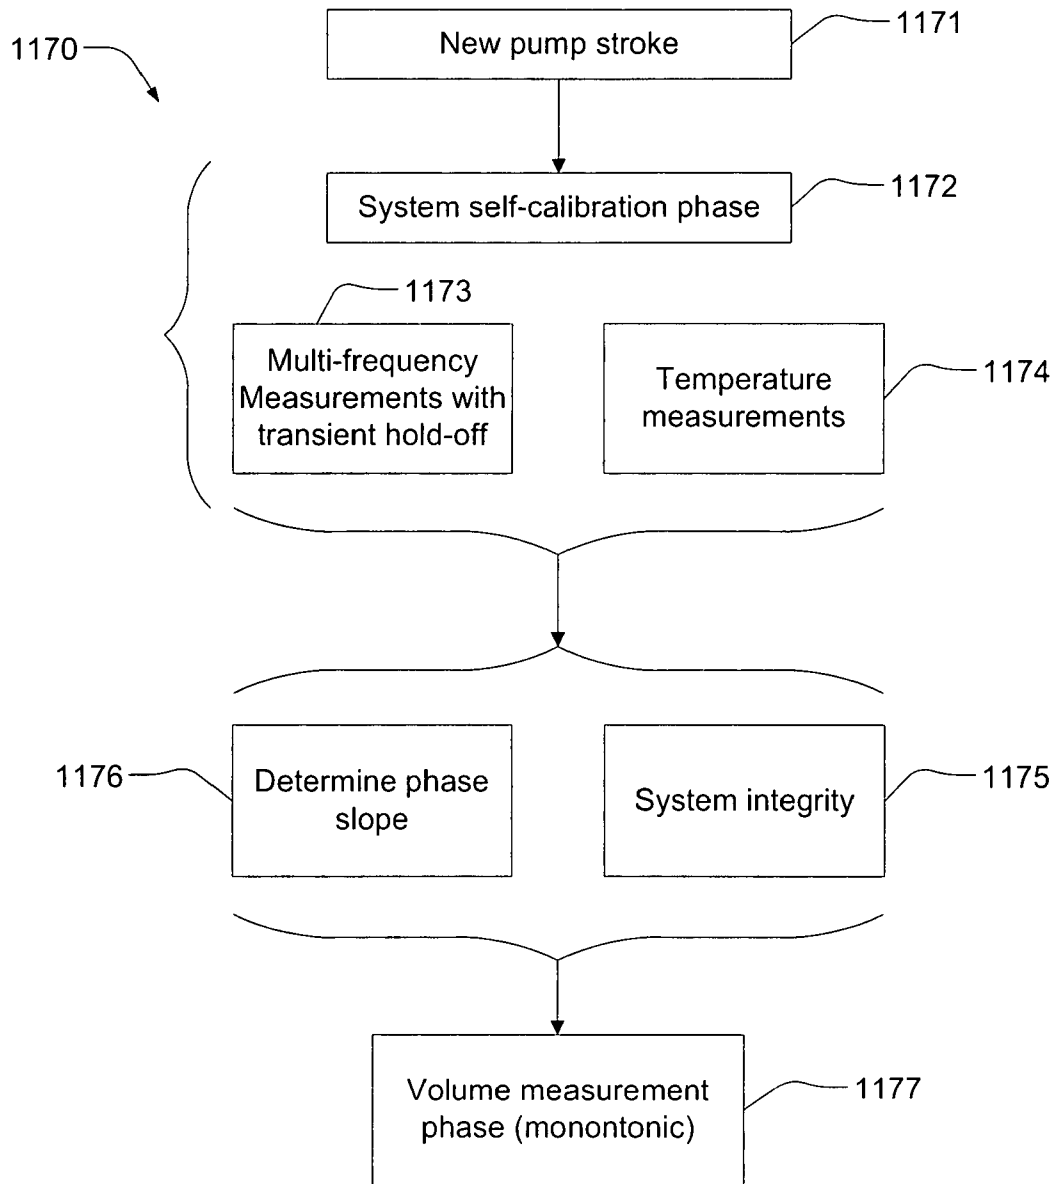 1170
New pump stroke
1171
System self-calibration phase
1172
1173
Multi-frequency
Measurements with
transient hold-off
Temperature
measurements
1174
1176
Determine phase
slope
System integrity
1175
Volume measurement
phase (monontonic)
1177